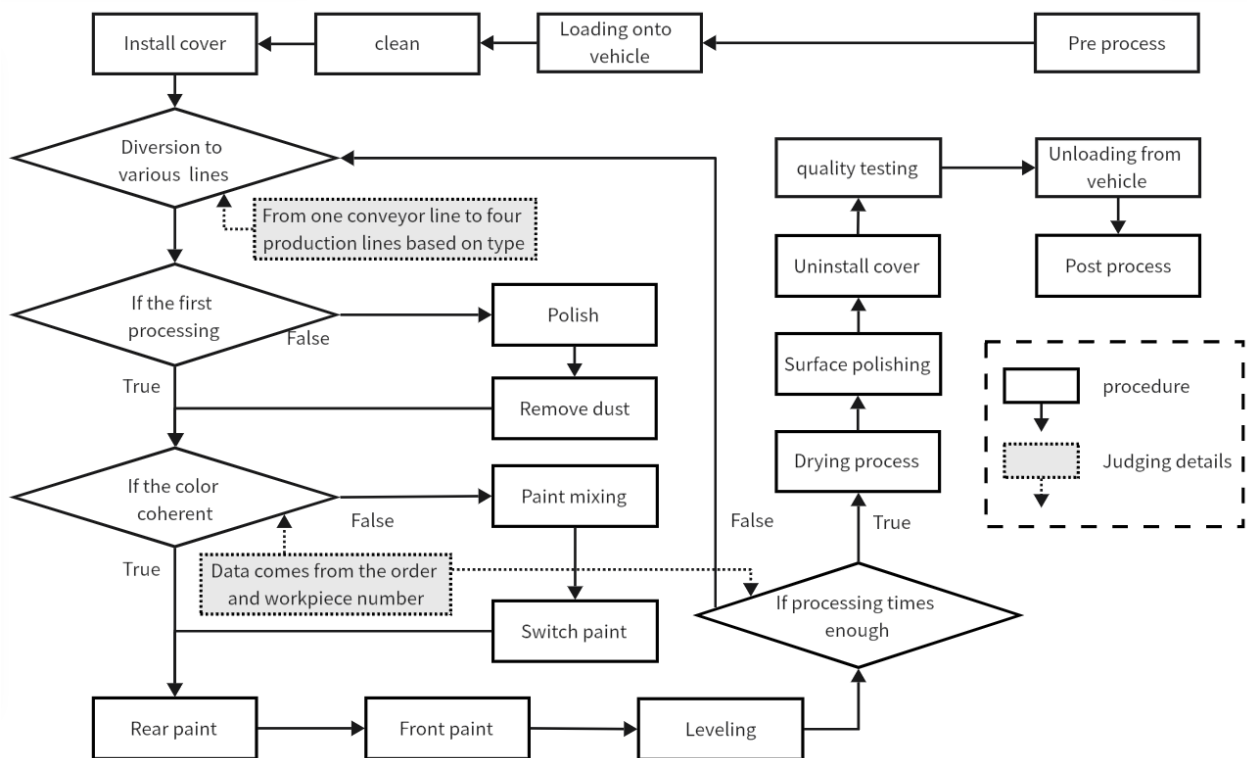 Install cover
clean
Loading onto
vehicle
Pre process
Diversion to
various lines
From one conveyor line to four
production lines based on type
If the first
processing
False
True
Polish
Remove dust
If the color
coherent
False
True
Paint mixing
Data comes from the order
and workpiece number
Switch paint
Rear paint
Front paint
Leveling
If processing times
enough
False
True
Drying process
Surface polishing
Uninstall cover
quality testing
Unloading from
vehicle
Post process
procedure
Judging details